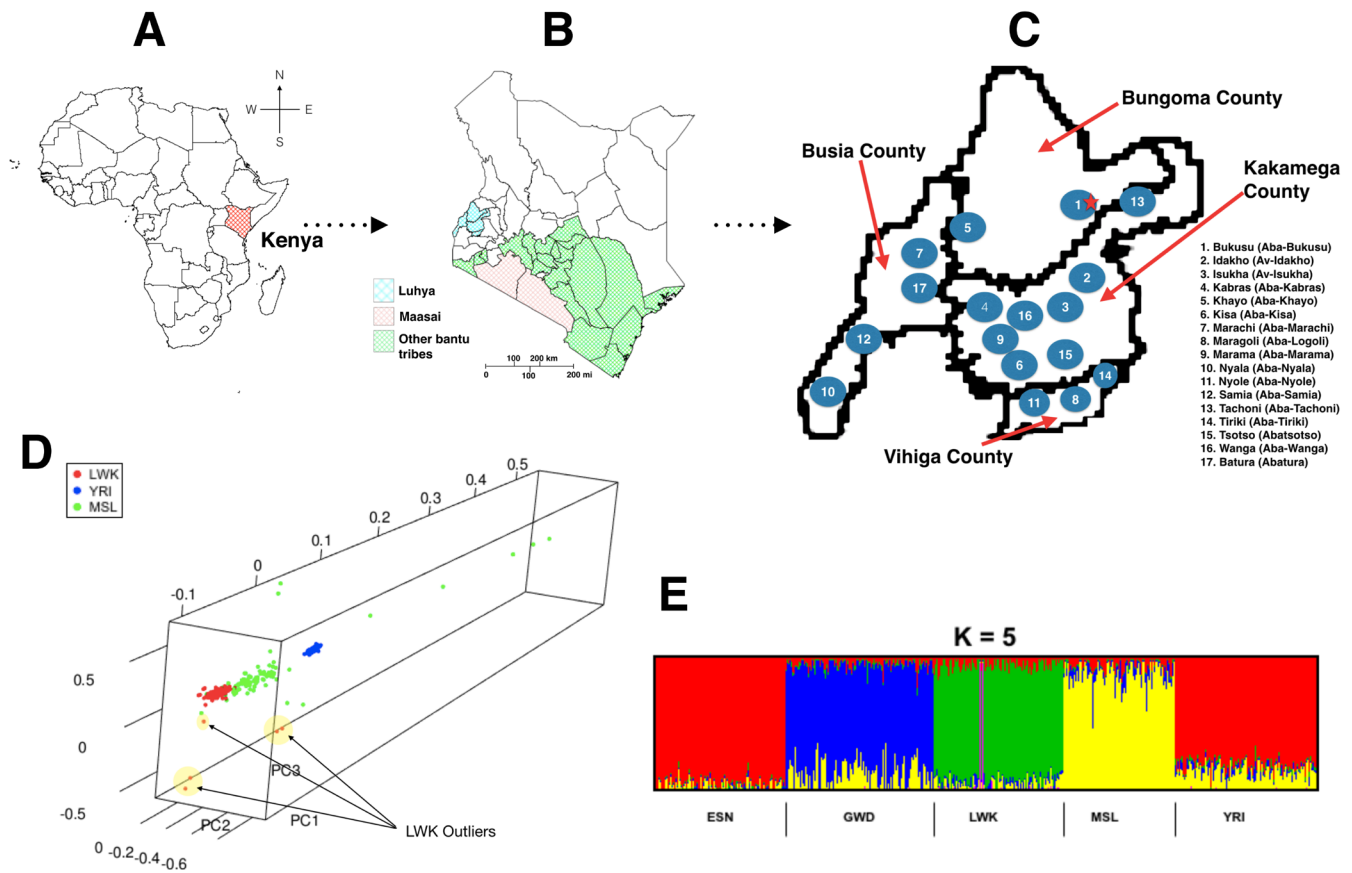 A
B
C
N
W
E
S
Kenya
Luhya
Maasai
Other bantu
tribes
100 200 km
0 100 200 mi
Bungoma County
Busia County
Kakamega
County
Vihiga County
1
13
5
7
2
17
4
16
3
12
9
6
15
14
10
11
8
1. Bukusu (Aba-Bukusu)
2. Idakho (Av-Idakho)
3. Isukha (Av-Isukha)
4. Kabras (Aba-Kabras)
5. Khayo (Aba-Khayo)
6. Kisa (Aba-Kisa)
7. Marachi (Aba-Marachi)
8. Maragoli (Aba-Logoli)
9. Marama (Aba-Marama)
10. Nyala (Aba-Nyala)
11. Nyole (Aba-Nyole)
12. Samia (Aba-Samia)
13. Tachoni (Aba-Tachoni)
14. Tiriki (Aba-Tiriki)
15. Tsotso (Abatsotso)
16. Wanga (Aba-Wanga)
17. Batura (Abatura)
D
LWK
YRI
MSL
-0.1
0
0.1
0.2
0.3
0.4
0.5
0.5
0
-0.5
0 -0.2 -0.4 -0.6
PC3
PC2
PC1
LWK Outliers
E
K = 5
ESN
GWD
LWK
MSL
YRI